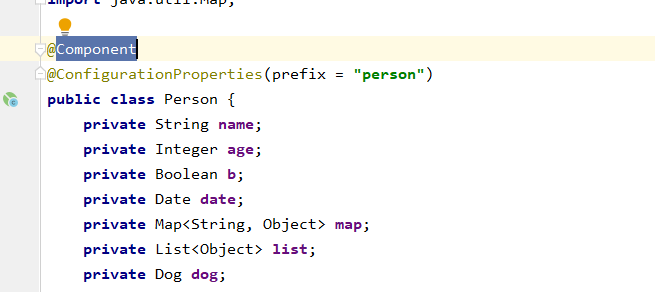 import java.util.Map;
@Component
@ConfigurationProperties(prefix = "person")
public class Person {
    private String name;
    private Integer age;
    private Boolean b;
    private Date date;
    private Map<String, Object> map;
    private List<Object> list;
    private Dog dog;